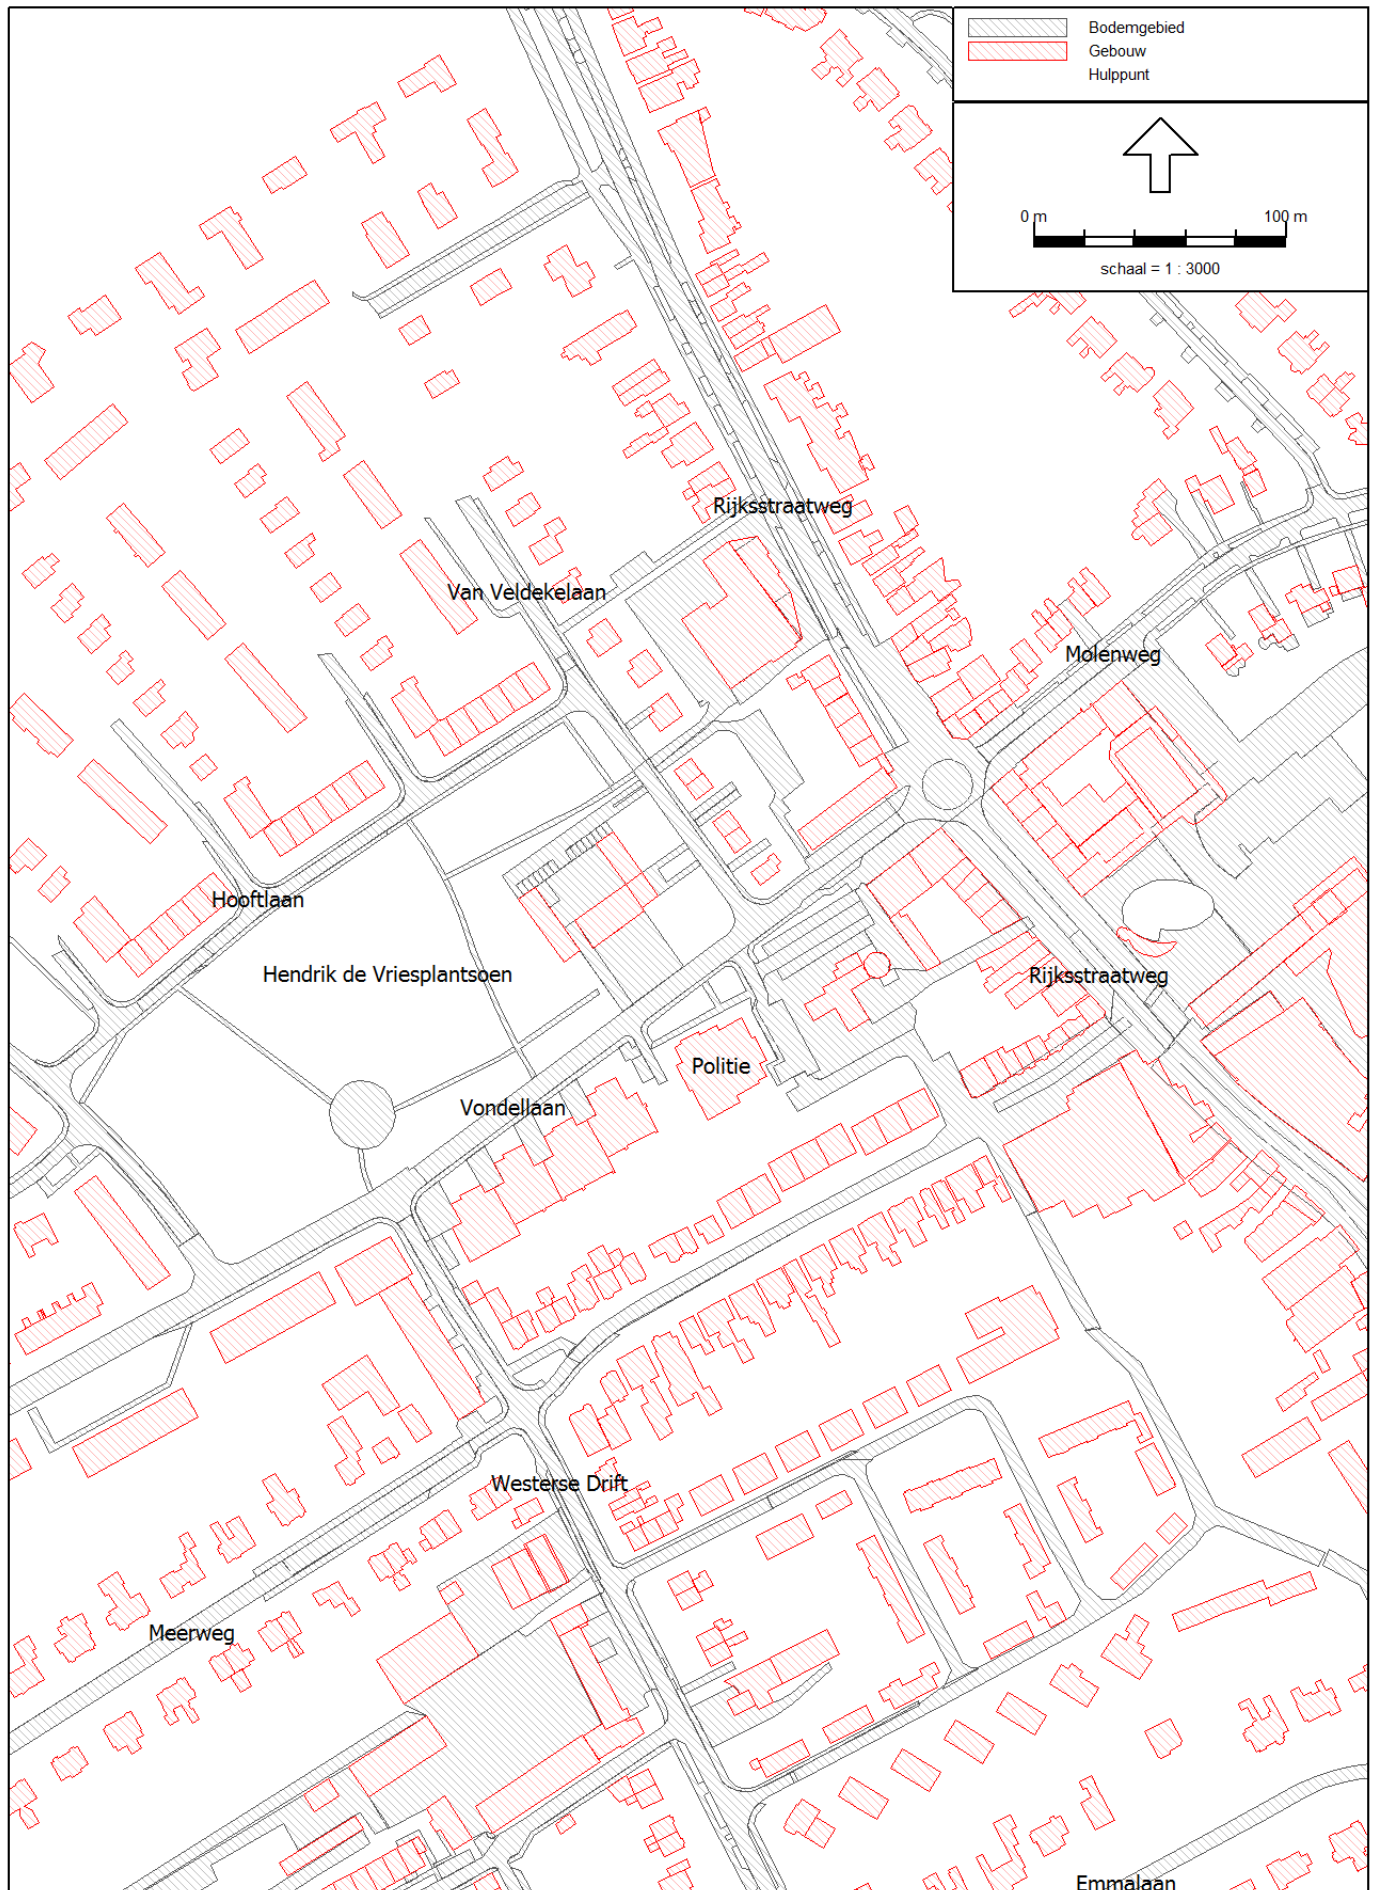 Bodemgebied
Gebouw
Hulppunt
0 m 100 m
schaal = 1 : 3000
Rijksstraatweg
Van Veldekelaan
Molenweg
Hooftlaan
Hendrik de Vriesplantsoen
Rijksstraatweg
Politie
Vondellaan
Westerse Drift
Meerweg
Emmalaan